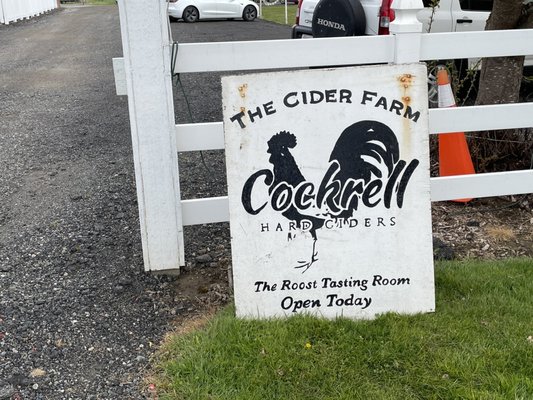 HONDA
THE CIDER FARM
Cockrell
HARD CIDERS
The Roost Tasting Room
Open Today